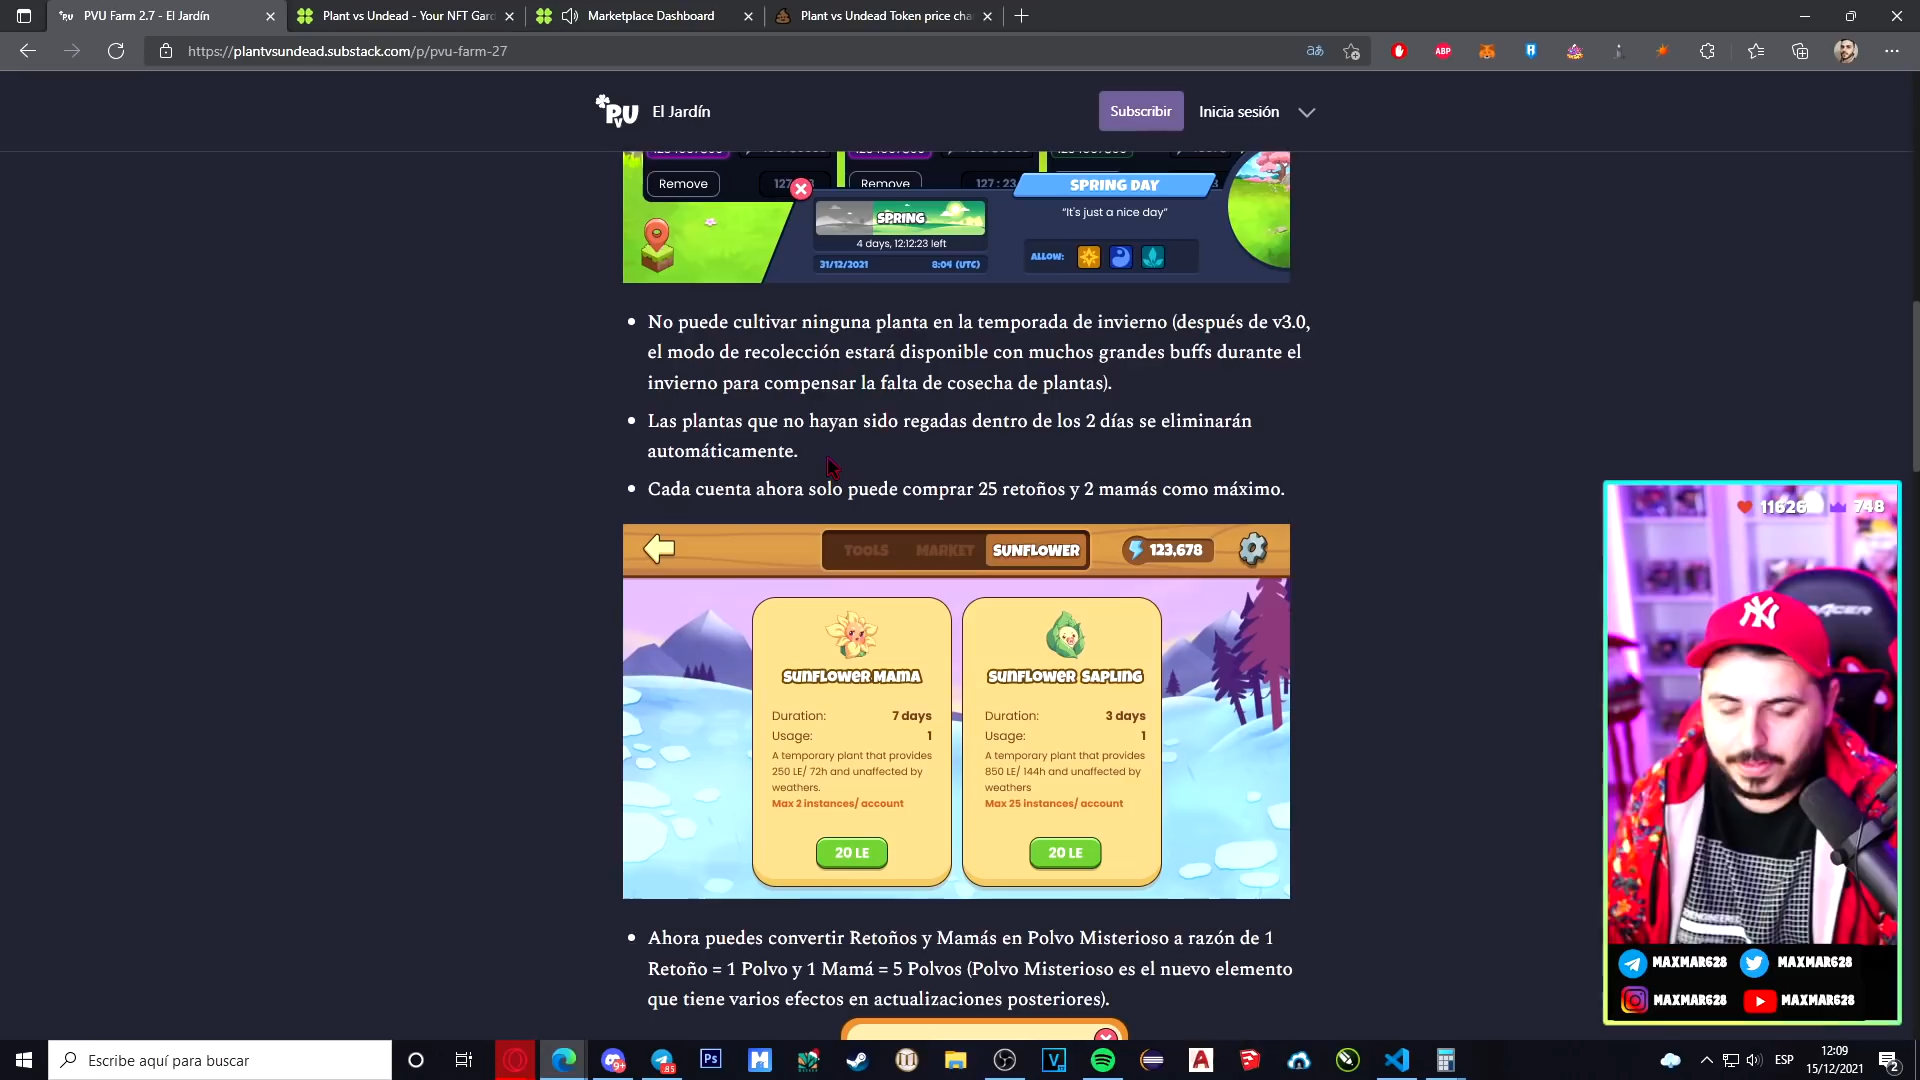 PVU Farm 2.7 - El Jardín
Plant vs Undead - Your NFT Gard
Marketplace Dashboard
Plant vs Undead Token price cha
https://plantvsundead.substack.com/p/pvu-farm-27
aあ
ABP
PVU
El Jardín
Subscribir
Inicia sesión
Remove
Remove
SPRING DAY
SPRING
"It's just a nice day"
4 days, 12:12:23 left
ALLOW:
31/12/2021 8:04 (UTC)
No puede cultivar ninguna planta en la temporada de invierno (después de v3.0,
el modo de recolección estará disponible con muchos grandes buffs durante el
invierno para compensar la falta de cosecha de plantas).
Las plantas que no hayan sido regadas dentro de los 2 días se eliminarán
automáticamente.
Cada cuenta ahora solo puede comprar 25 retoños y 2 mamás como máximo.
TOOLS MARKET SUNFLOWER 123,678
SUNFLOWER MAMA
Duration: 7 days
Usage: 1
A temporary plant that provides
250 LE/ 72h and unaffected by
weathers.
Max 2 instances/ account
20 LE
SUNFLOWER SAPLING
Duration: 3 days
Usage: 1
A temporary plant that provides
850 LE/ 144h and unaffected by
weathers
Max 25 instances/ account
20 LE
Ahora puedes convertir Retoños y Mamás en Polvo Misterioso a razón de 1
Retoño = 1 Polvo y 1 Mamá = 5 Polvos (Polvo Misterioso es el nuevo elemento
que tiene varios efectos en actualizaciones posteriores).
11626 748
NY
MAXMAR628 MAXMAR628
MAXMAR628 MAXMAR628
Escribe aquí para buscar
Ps
ESP
12:09
15/12/2021
2